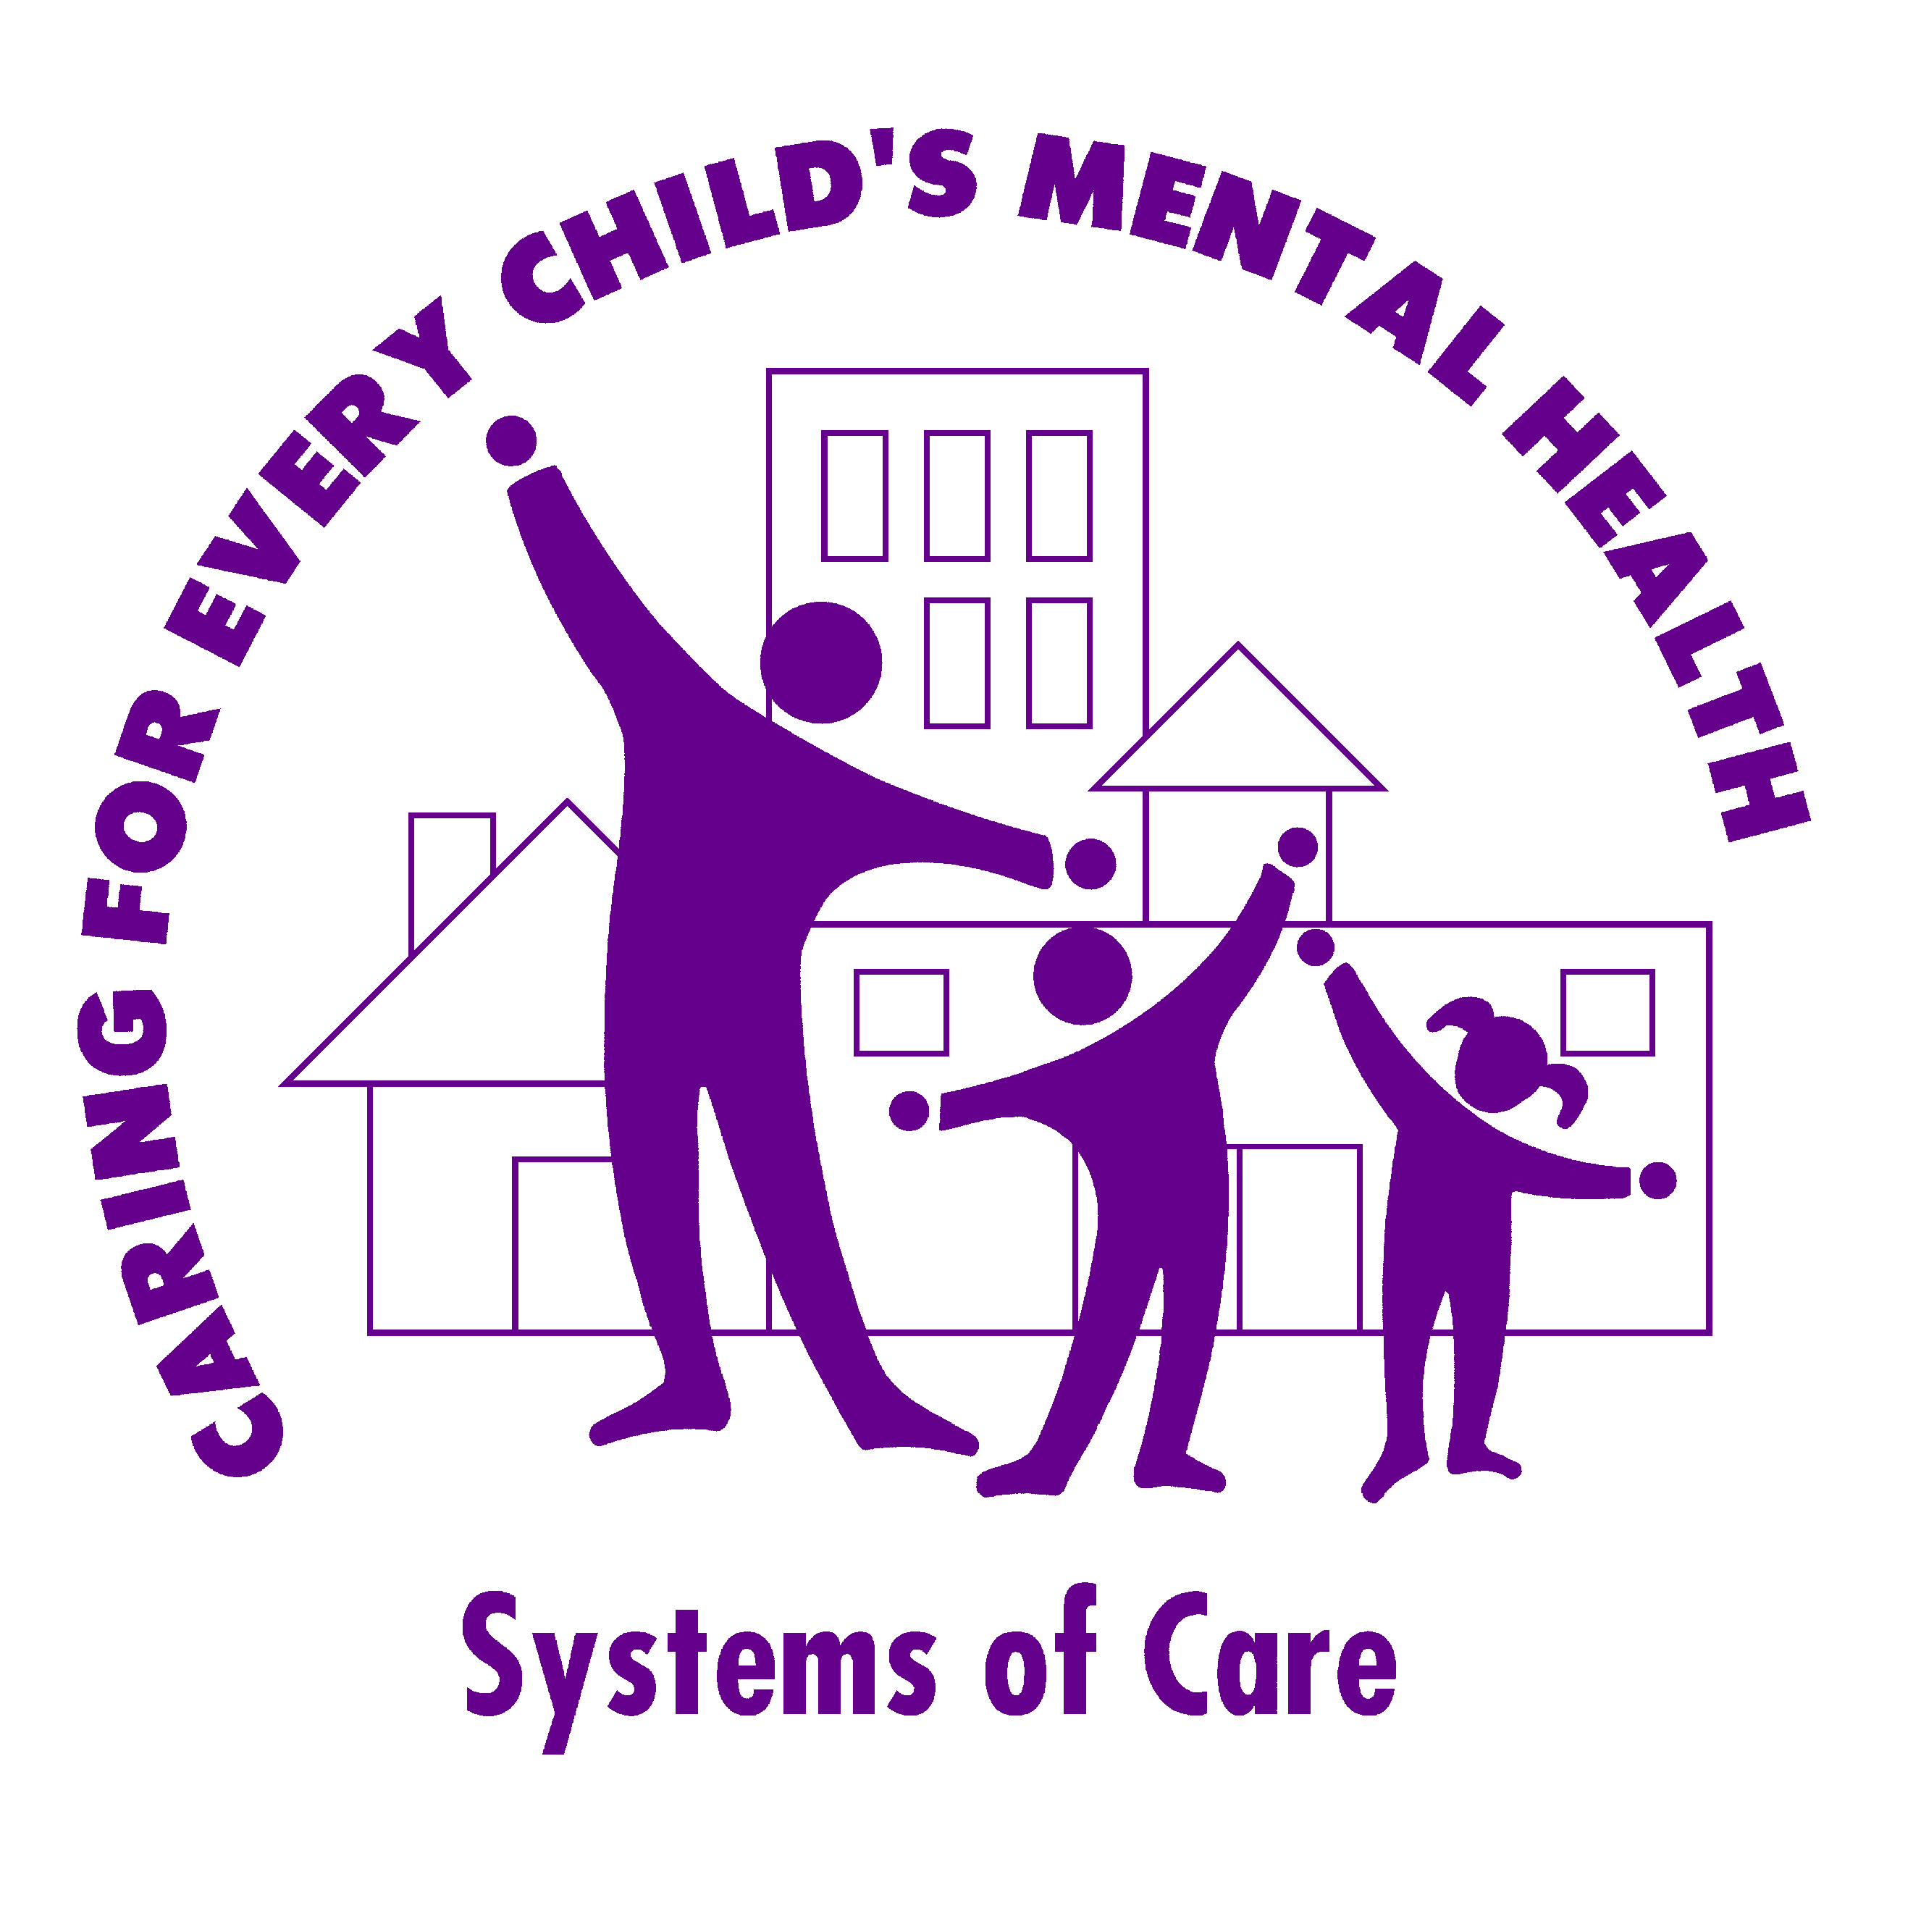 CARING FOR EVERY CHILD'S MENTAL HEALTH
Systems of Care